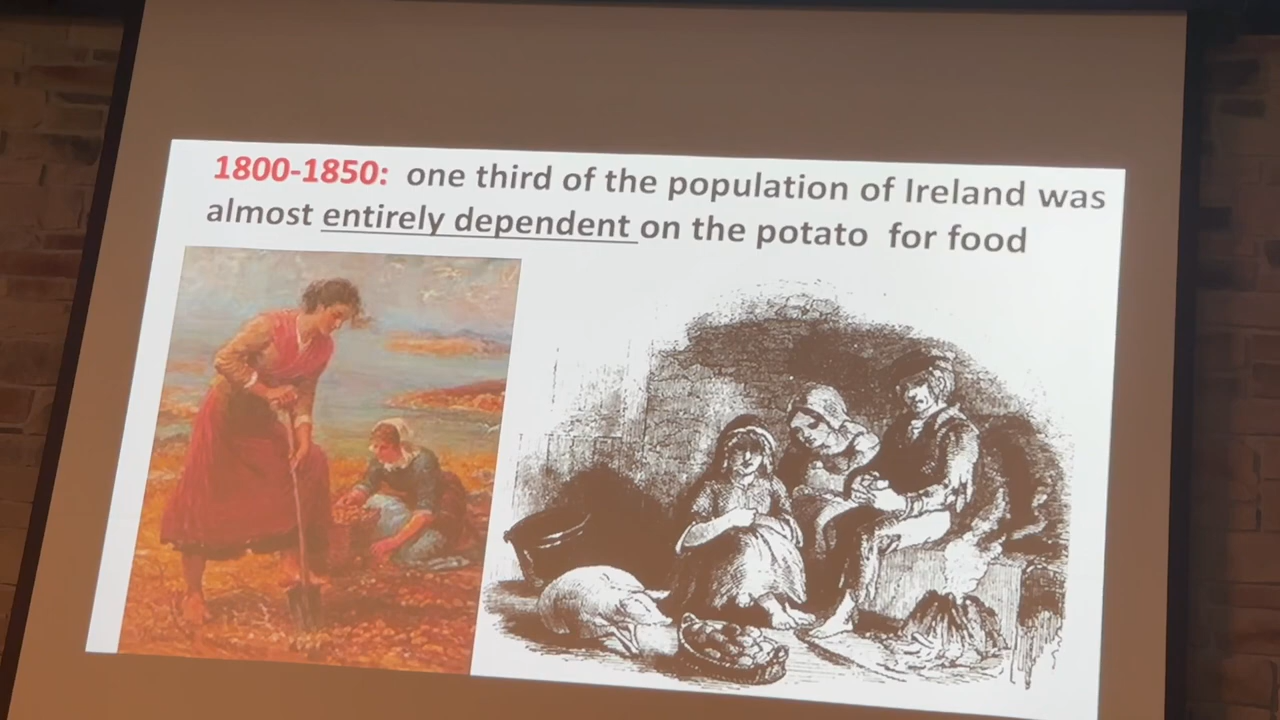 1800-1850: one third of the population of Ireland was
almost entirely dependent on the potato for food